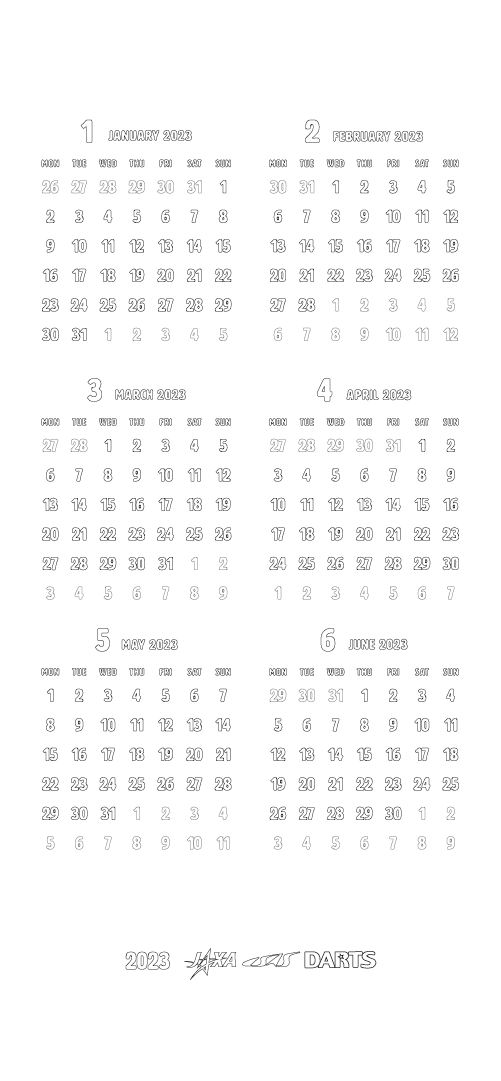 1 JANUARY 2023
MON TUE WED THU FRI SAT SUN
26 27 28 29 30 31 1
2 3 4 5 6 7 8
9 10 11 12 13 14 15
16 17 18 19 20 21 22
23 24 25 26 27 28 29
30 31 1 2 3 4 5
2 FEBRUARY 2023
MON TUE WED THU FRI SAT SUN
30 31 1 2 3 4 5
6 7 8 9 10 11 12
13 14 15 16 17 18 19
20 21 22 23 24 25 26
27 28 1 2 3 4 5
6 7 8 9 10 11 12
3 MARCH 2023
MON TUE WED THU FRI SAT SUN
27 28 1 2 3 4 5
6 7 8 9 10 11 12
13 14 15 16 17 18 19
20 21 22 23 24 25 26
27 28 29 30 31 1 2
3 4 5 6 7 8 9
4 APRIL 2023
MON TUE WED THU FRI SAT SUN
27 28 29 30 31 1 2
3 4 5 6 7 8 9
10 11 12 13 14 15 16
17 18 19 20 21 22 23
24 25 26 27 28 29 30
1 2 3 4 5 6 7
5 MAY 2023
MON TUE WED THU FRI SAT SUN
1 2 3 4 5 6 7
8 9 10 11 12 13 14
15 16 17 18 19 20 21
22 23 24 25 26 27 28
29 30 31 1 2 3 4
5 6 7 8 9 10 11
6 JUNE 2023
MON TUE WED THU FRI SAT SUN
29 30 31 1 2 3 4
5 6 7 8 9 10 11
12 13 14 15 16 17 18
19 20 21 22 23 24 25
26 27 28 29 30 1 2
3 4 5 6 7 8 9
2023 JAXA ISAS DARTS